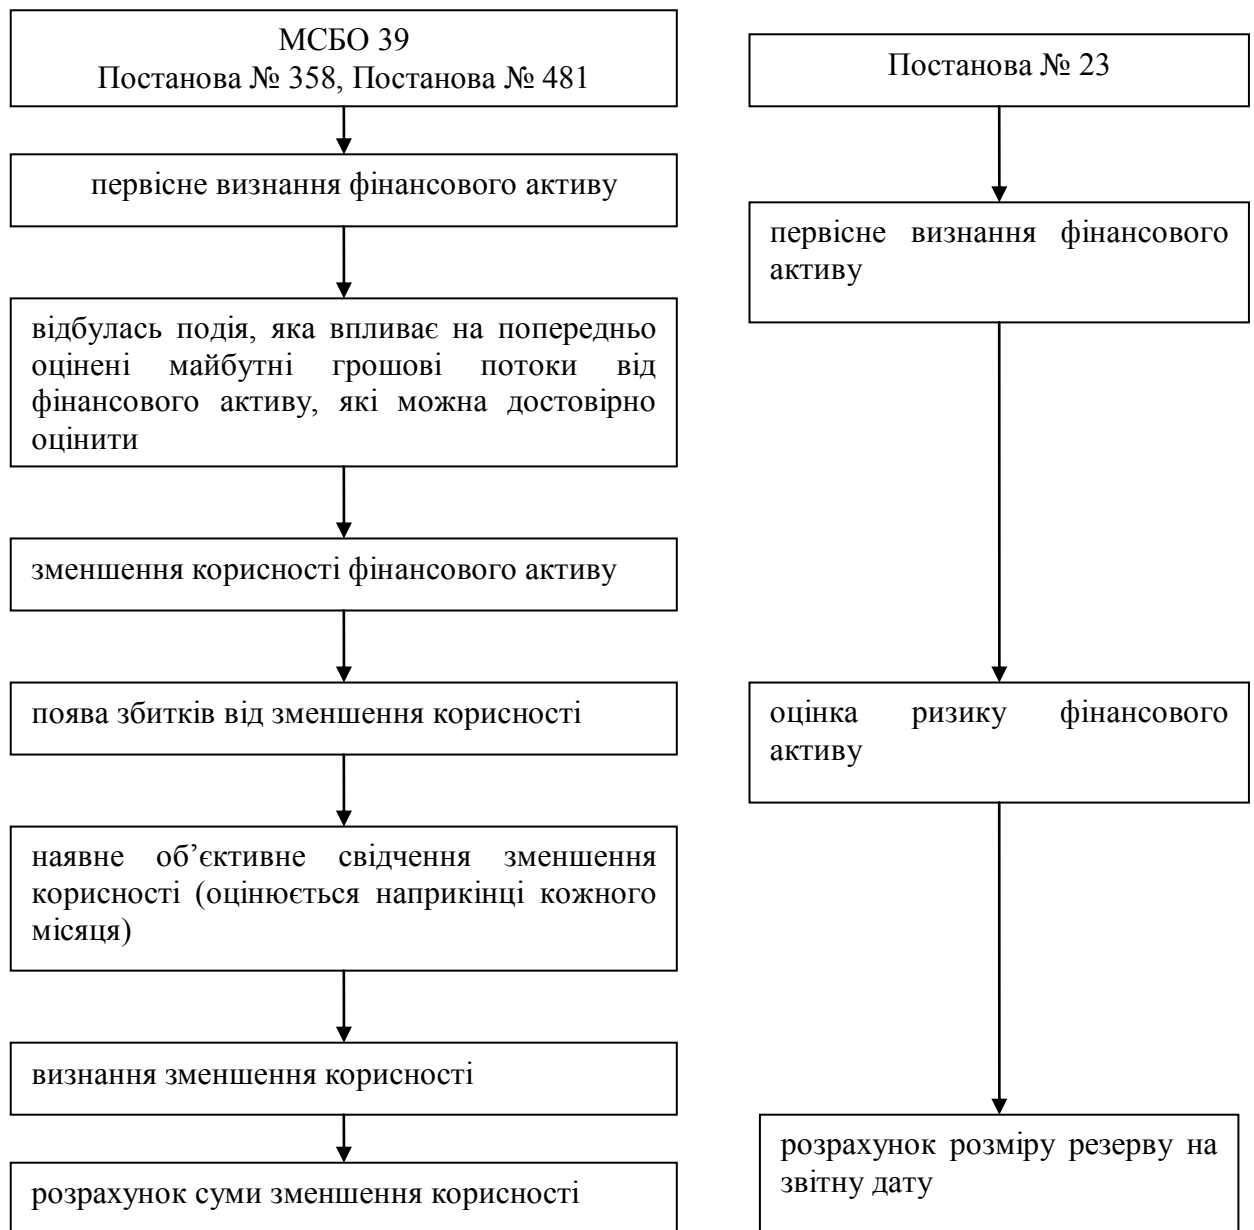 МСБО 39
Постанова № 358, Постанова № 481
первісне визнання фінансового активу
відбулась подія, яка впливає на попередньо
оцінені майбутні грошові потоки від
фінансового активу, які можна достовірно
оцінити
зменшення корисності фінансового активу
поява збитків від зменшення корисності
наявне об’єктивне свідчення зменшення
корисності (оцінюється наприкінці кожного
місяця)
визнання зменшення корисності
розрахунок суми зменшення корисності
Постанова № 23
первісне визнання фінансового
активу
оцінка ризику фінансового
активу
розрахунок розміру резерву на
звітну дату